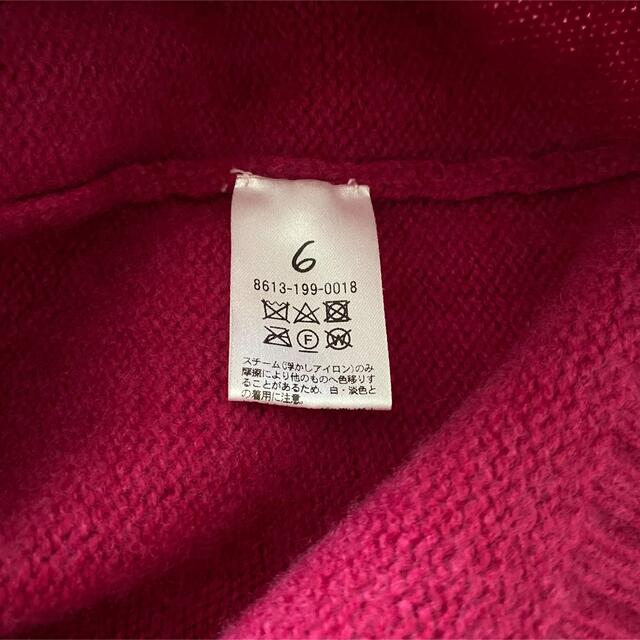 6
8613-199-0018
F
W
スチーム(浮かしアイロン)のみ
摩擦により他のものへ色移りす
ることがあるため、白・淡色と
の着用に注意。